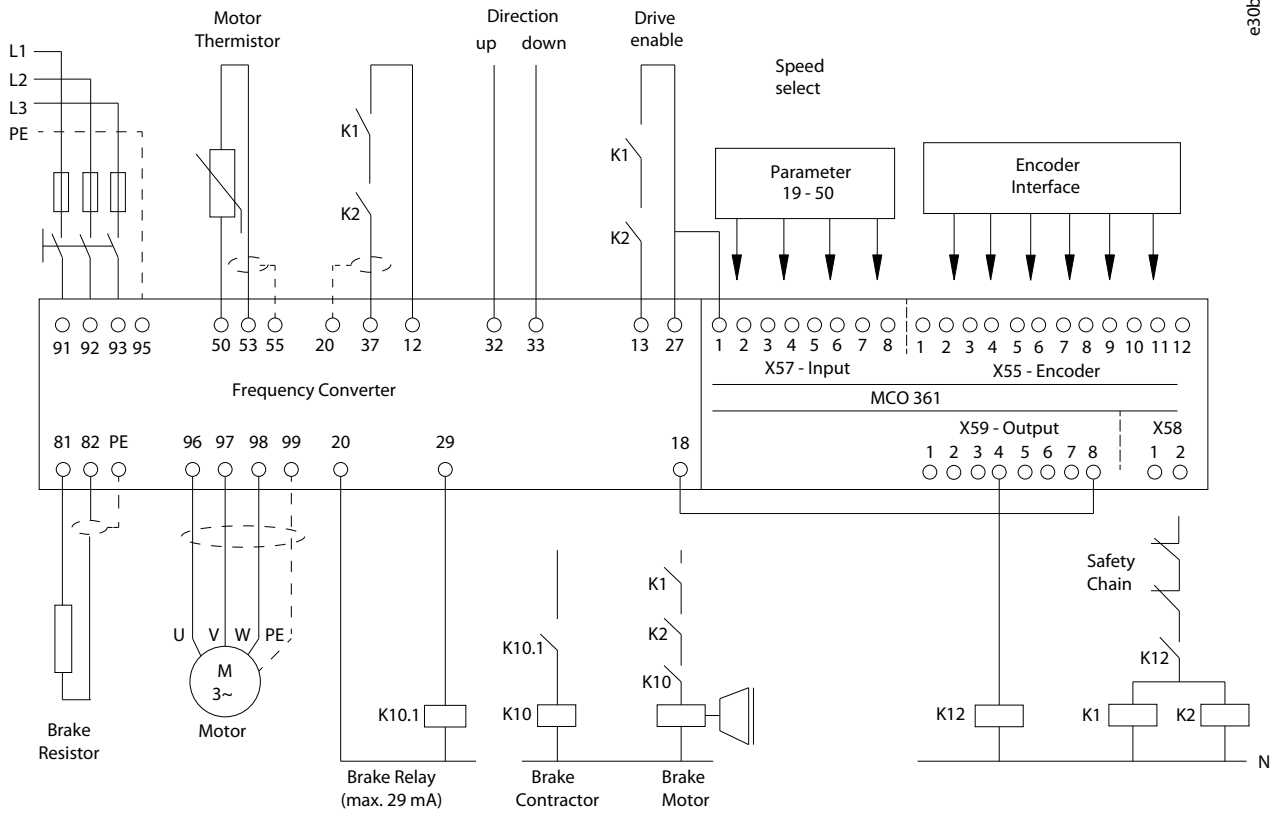 e30b
Motor
Thermistor
Direction
up down
Drive
enable
Speed
select
L1
L2
L3
PE
K1
K2
K1
K2
Parameter
19 - 50
Encoder
Interface
91 92 93 95 50 53 55 20 37 12 32 33 13 27 1 2 3 4 5 6 7 8 1 2 3 4 5 6 7 8 9 10 11 12
X57 - Input X55 - Encoder
Frequency Converter
MCO 361
X59 - Output X58
81 82 PE 96 97 98 99 20 29 18 1 2 3 4 5 6 7 8 1 2
Safety
Chain
K1
K2
K10
K10.1
K12
U V W PE
M
3~
K10.1 K10 K12 K1 K2
Brake
Resistor
Motor
N
Brake Relay
(max. 29 mA)
Brake
Contractor
Brake
Motor